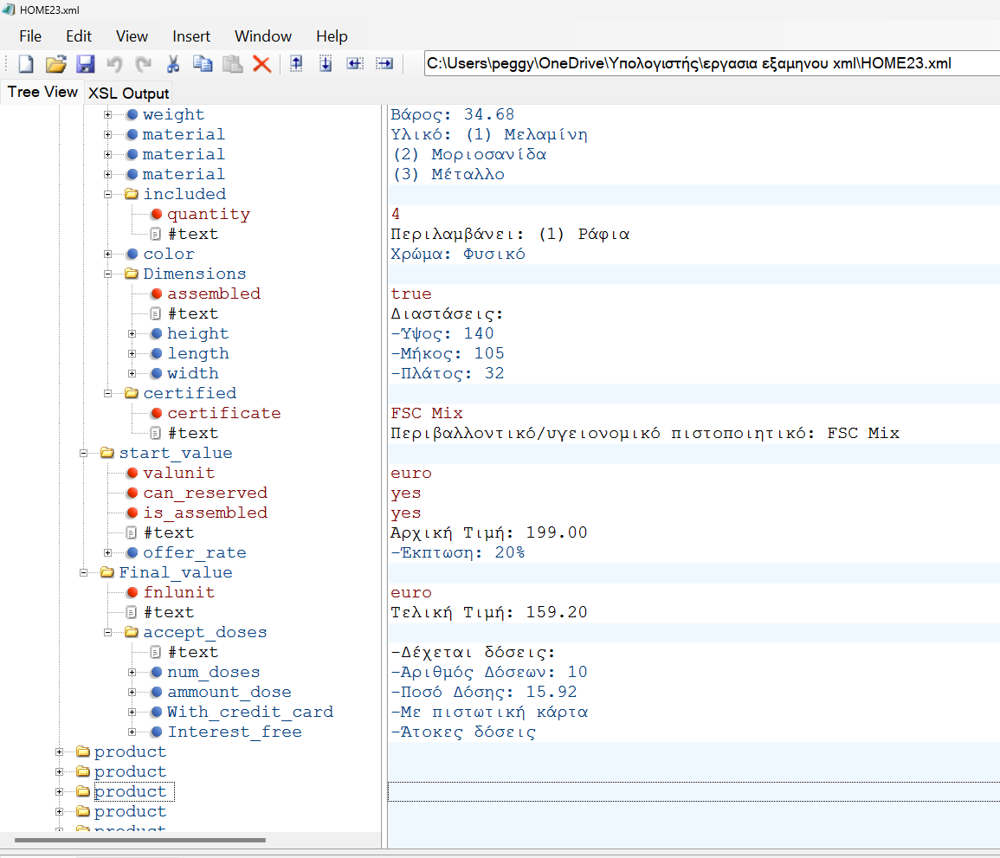 HOME23.xml
File Edit View Insert Window Help
C:\Users\peggy\OneDrive\Υπολογιστής\εργασια εξαμηνου xml\HOME23.xml
Tree View XSL Output
weight Βάρος: 34.68
material Υλικό: (1) Μελαμίνη
material (2) Μοριοσανίδα
material (3) Μέταλλο
included
quantity 4
#text Περιλαμβάνει: (1) Ράφια
color Χρώμα: Φυσικό
Dimensions
assembled true
#text Διαστάσεις:
height -Ύψος: 140
length -Μήκος: 105
width -Πλάτος: 32
certified
certificate FSC Mix
#text Περιβαλλοντικό/υγειονομικό πιστοποιητικό: FSC Mix
start_value
valunit euro
can_reserved yes
is_assembled yes
#text Αρχική Τιμή: 199.00
offer_rate -Έκπτωση: 20%
Final_value
fnlunit euro
#text Τελική Τιμή: 159.20
accept_doses
#text -Δέχεται δόσεις:
num_doses -Αριθμός Δόσεων: 10
ammount_dose -Ποσό Δόσης: 15.92
With_credit_card -Με πιστωτική κάρτα
Interest_free -Άτοκες δόσεις
product
product
product
product
product